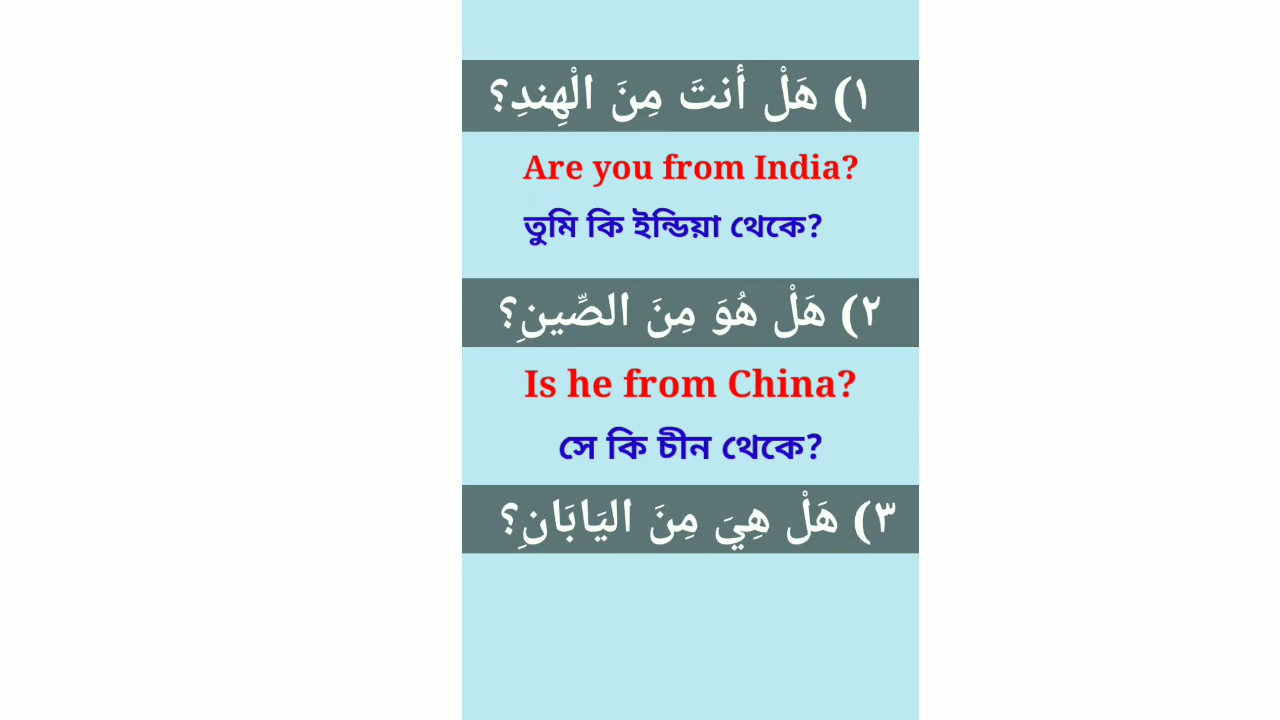 ١) هَلْ أَنتَ مِنَ الْهِندِ؟
Are you from India?
তুমি কি ইন্ডিয়া থেকে?
٢) هَلْ هُوَ مِنَ الصِّينِ؟
Is he from China?
সে কি চীন থেকে?
٣) هَلْ هِيَ مِنَ اليَابَانِ؟